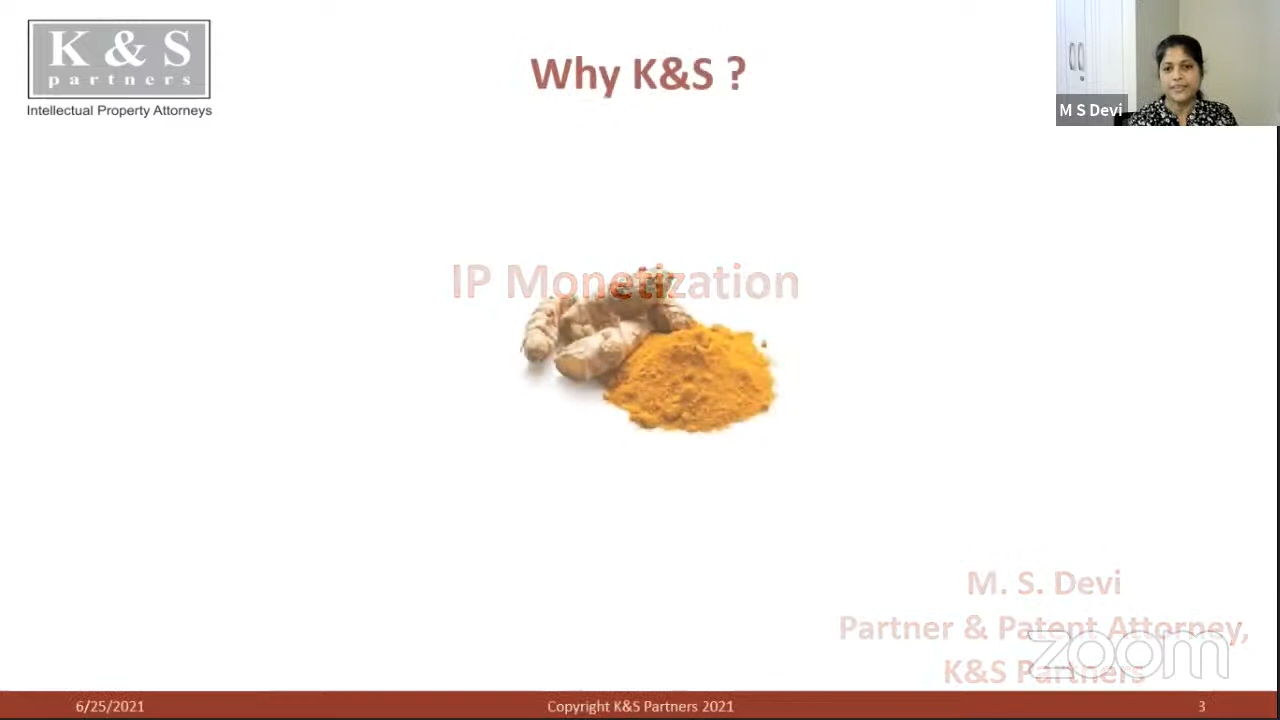 K & S
partners
Intellectual Property Attorneys
Why K&S ?
M S Devi
IP Monetization
M. S. Devi
Partner & Patent Attorney,
K&S Partners
zoom
6/25/2021
Copyright K&S Partners 2021
3